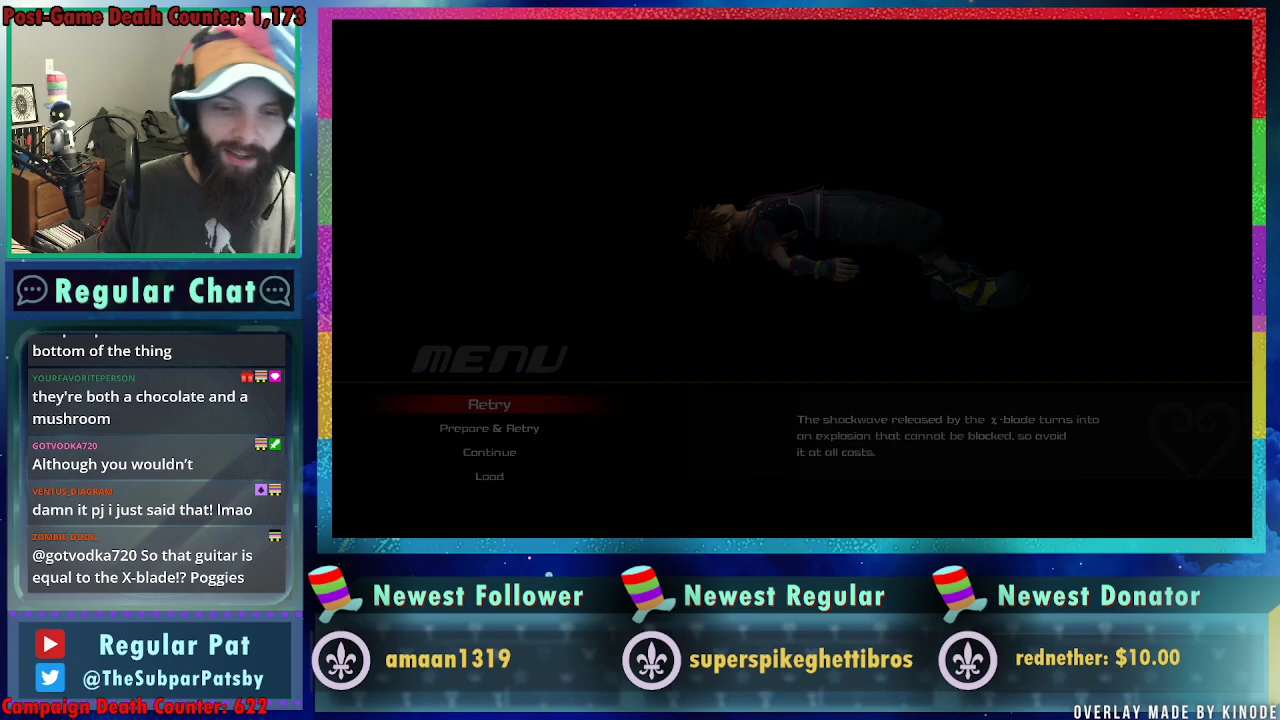 Post-Game Death Counter: 1,173
Regular Chat
bottom of the thing
YOURFAVORITEPERSON
they're both a chocolate and a
mushroom
GOTVODKA720
Although you wouldn't
VENTUS_DIAGRAM
damn it pj i just said that! lmao
ZOMBIE_DUDE_
@gotvodka720 So that guitar is
equal to the X-blade!? Poggies
Regular Pat
@TheSubparPatsby
Campaign Death Counter: 622
MENU
Retry
Prepare & Retry
Continue
Load
The shockwave released by the χ-blade turns into
an explosion that cannot be blocked, so avoid
it at all costs.
Newest Follower
amaan1319
Newest Regular
superspikeghettibros
Newest Donator
rednether: $10.00
OVERLAY MADE BY KINODE